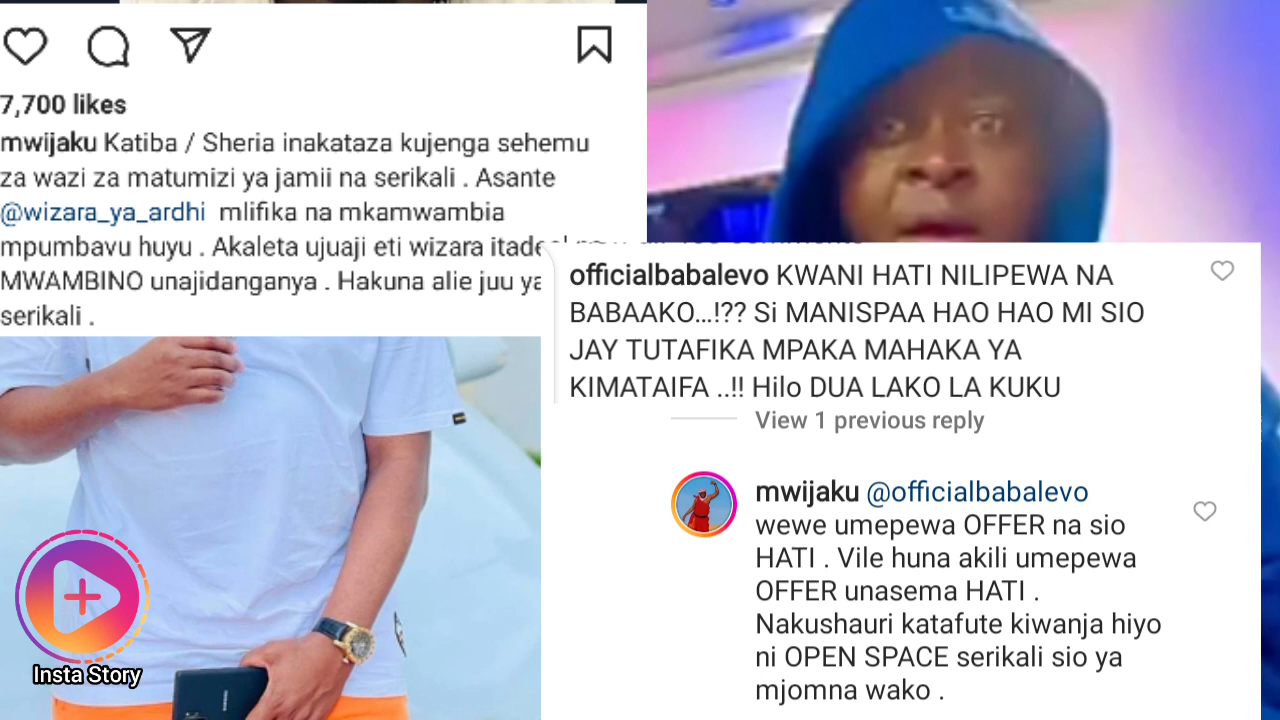 7,700 likes
mwijaku Katiba / Sheria inakataza kujenga sehemu
za wazi za matumizi ya jamii na serikali . Asante
@wizara_ya_ardhi mlifika na mkamwambia
mpumbavu huyu . Akaleta ujuaji eti wizara
MWAMBINO unajidanganya . Hakuna alie juu ya
serikali .
officialbabalevo KWANI HATI NILIPEWA NA
BABAAKO...!?? Si MANISPAA HAO HAO MI SIO
JAY TUTAFIKA MPAKA MAHAKA YA
KIMATAIFA ..!! Hilo DUA LAKO LA KUKU
View 1 previous reply
mwijaku @officialbabalevo
wewe umepewa OFFER na sio
HATI . Vile huna akili umepewa
OFFER unasema HATI .
Nakushauri katafute kiwanja hiyo
ni OPEN SPACE serikali sio ya
mjomna wako .
Insta Story
SAMSUNG